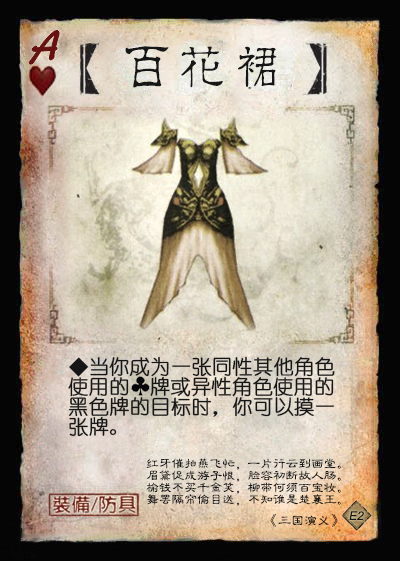 A
【百花裙】
◆当你成为一张同性其他角色
使用的♣牌或异性角色使用的
黑色牌的目标时，你可以摸一
张牌。
红牙催拍燕飞忙，一片行云到画堂。
眉黛促成游子恨，脸容初断故人肠。
榆钱不买千金笑，柳带何须百宝妆。
舞罢隔帘偷目送，不知谁是楚襄王。
《三国演义》
裝備/防具
E2